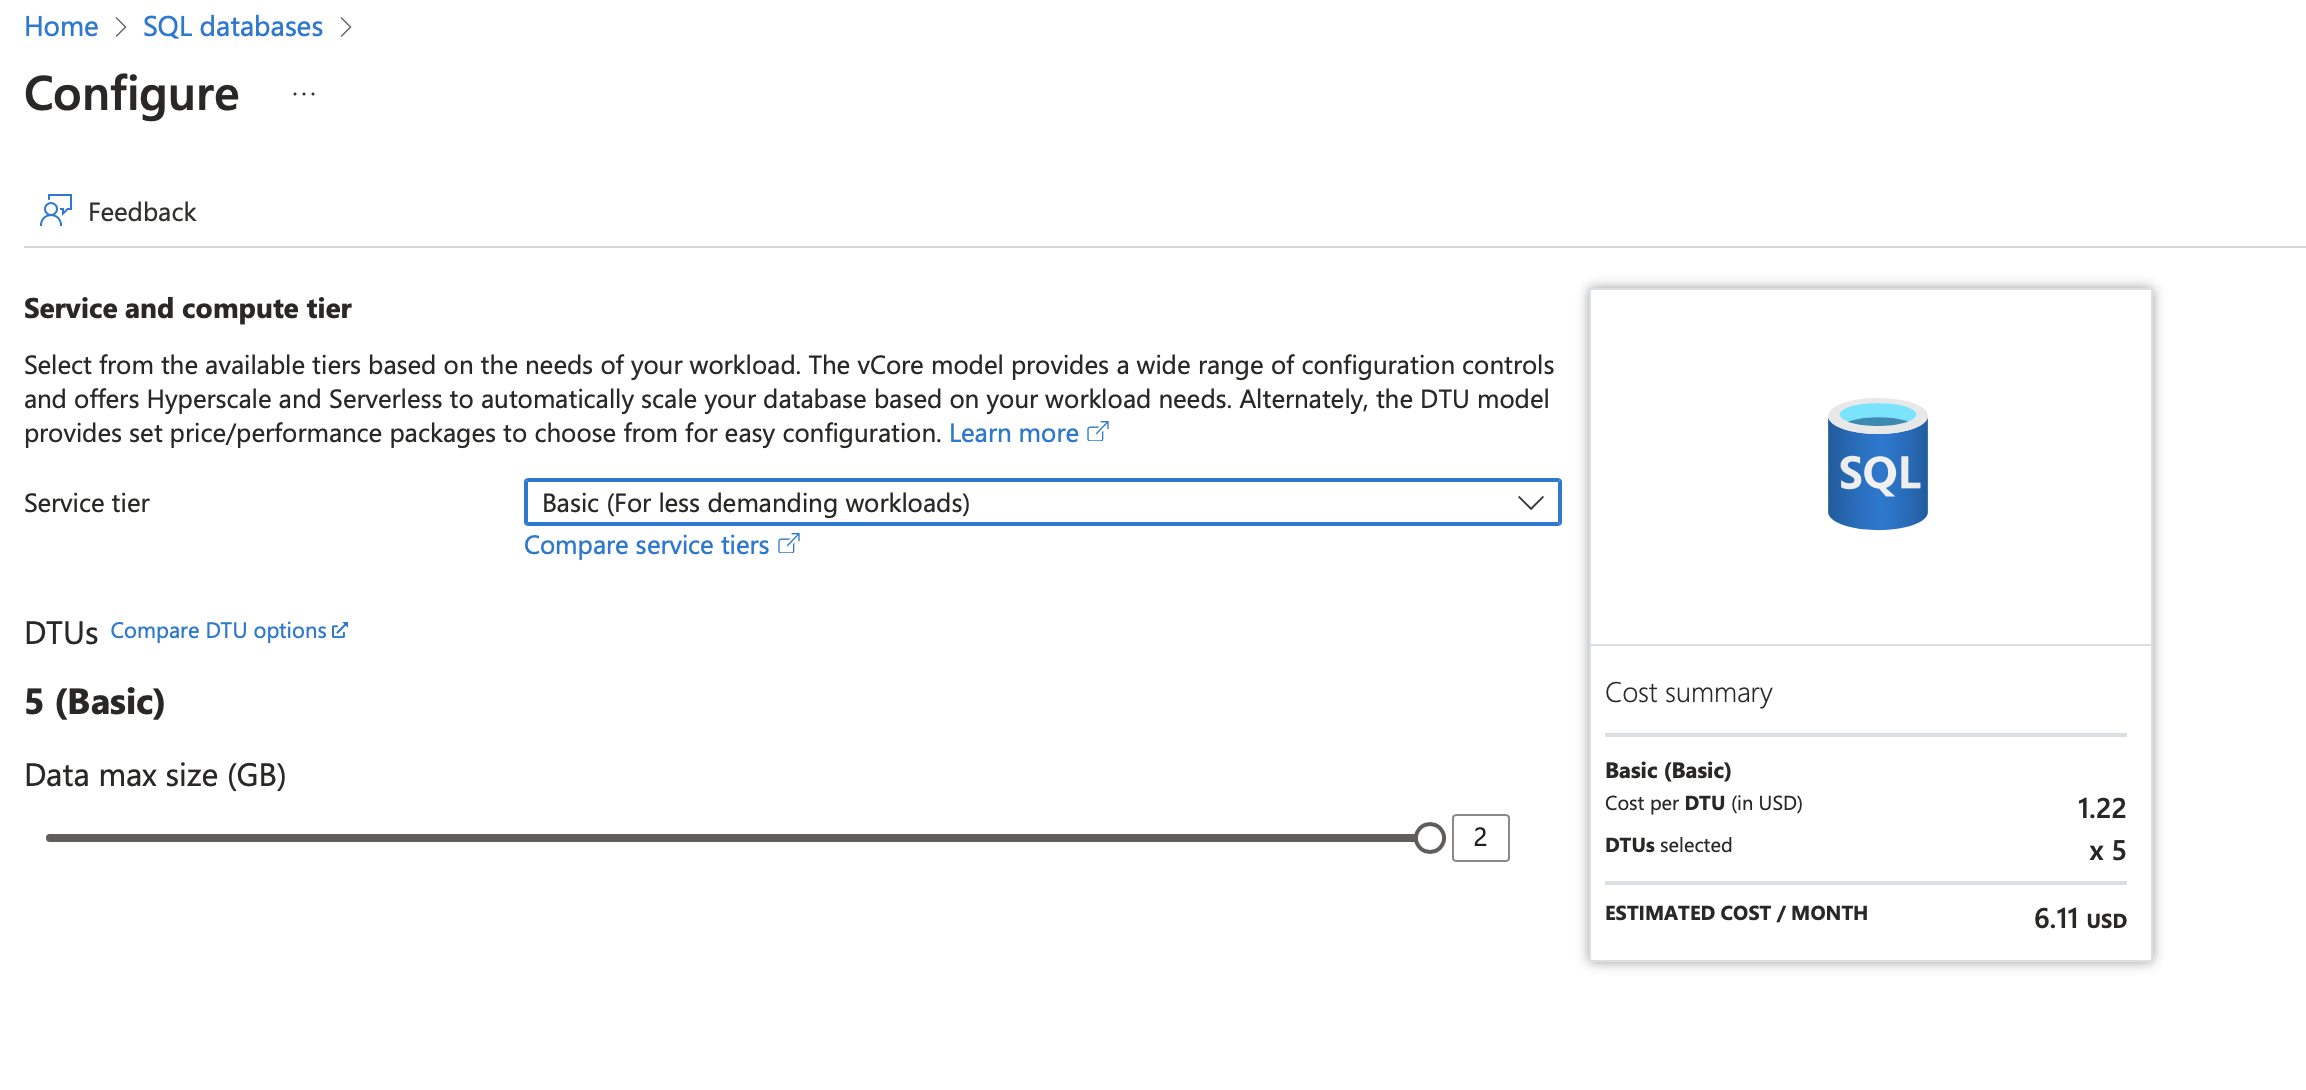 Home > SQL databases >
Configure ...
Feedback
Service and compute tier
Select from the available tiers based on the needs of your workload. The vCore model provides a wide range of configuration controls
and offers Hyperscale and Serverless to automatically scale your database based on your workload needs. Alternately, the DTU model
provides set price/performance packages to choose from for easy configuration. Learn more
Service tier
Basic (For less demanding workloads)
Compare service tiers
DTUs Compare DTU options
5 (Basic)
Data max size (GB)
2
SQL
Cost summary
Basic (Basic)
Cost per DTU (in USD) 1.22
DTUs selected x 5
ESTIMATED COST / MONTH 6.11 USD